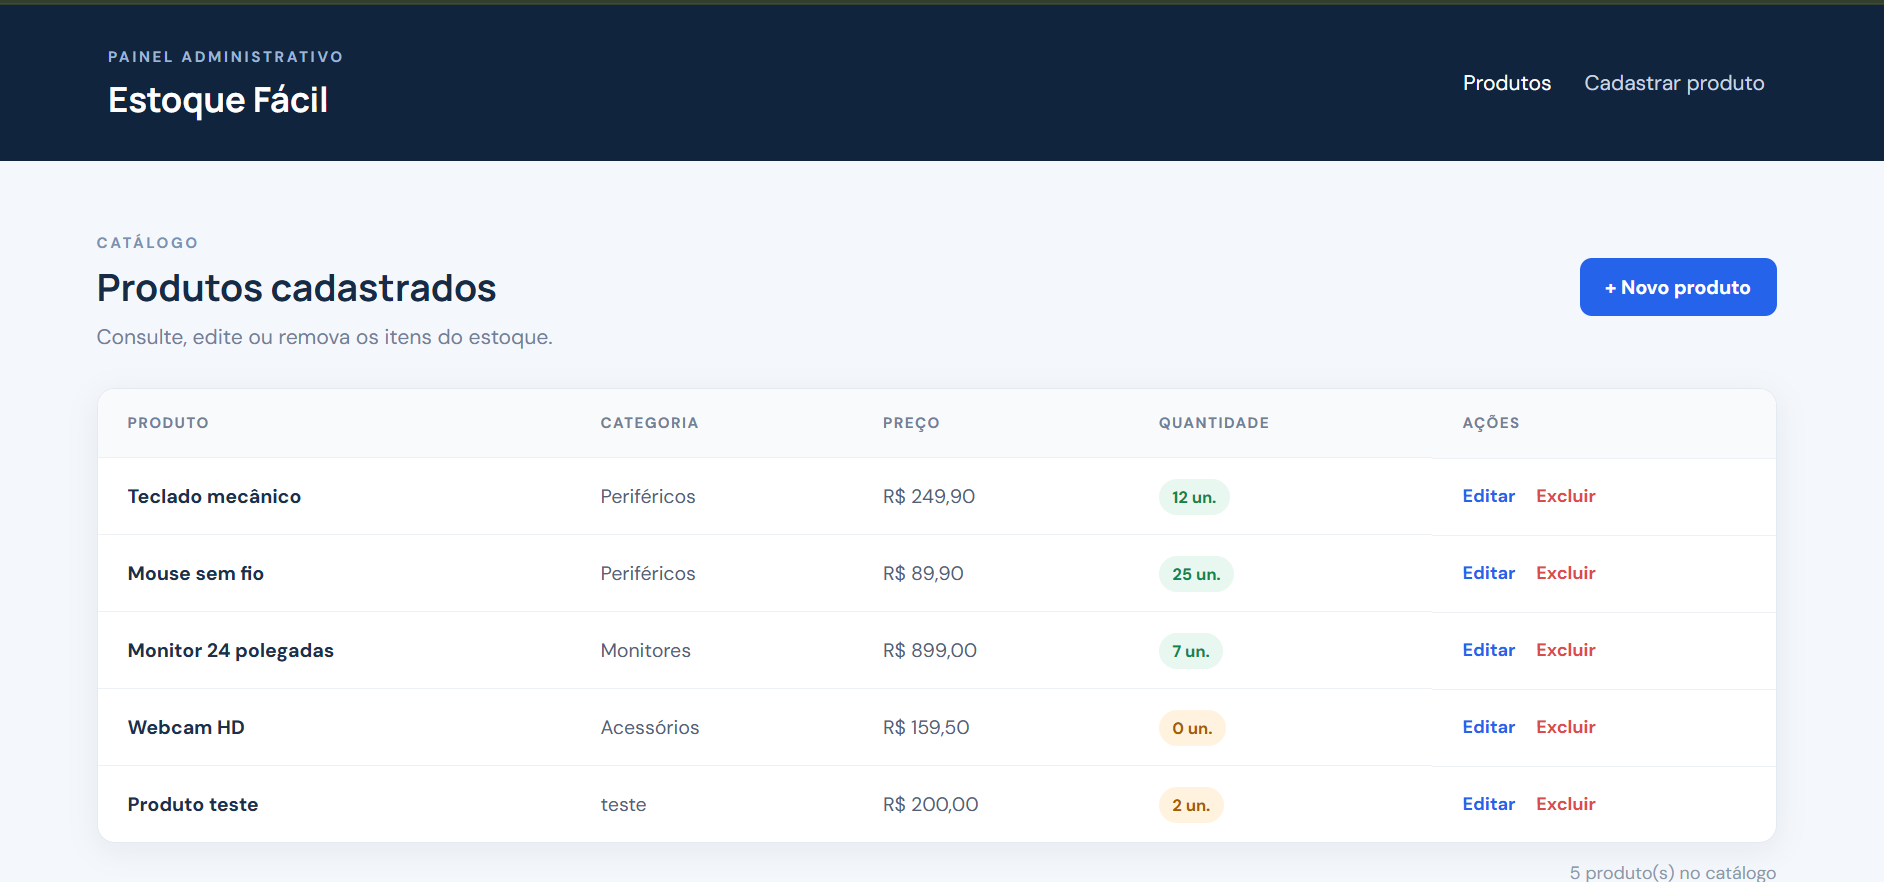 PAINEL ADMINISTRATIVO
Estoque Fácil
Produtos Cadastrar produto
CATÁLOGO
Produtos cadastrados
Consulte, edite ou remova os itens do estoque.
+ Novo produto
PRODUTO CATEGORIA PREÇO QUANTIDADE AÇÕES
Teclado mecânico Periféricos R$ 249,90 12 un. Editar Excluir
Mouse sem fio Periféricos R$ 89,90 25 un. Editar Excluir
Monitor 24 polegadas Monitores R$ 899,00 7 un. Editar Excluir
Webcam HD Acessórios R$ 159,50 0 un. Editar Excluir
Produto teste teste R$ 200,00 2 un. Editar Excluir
5 produto(s) no catálogo